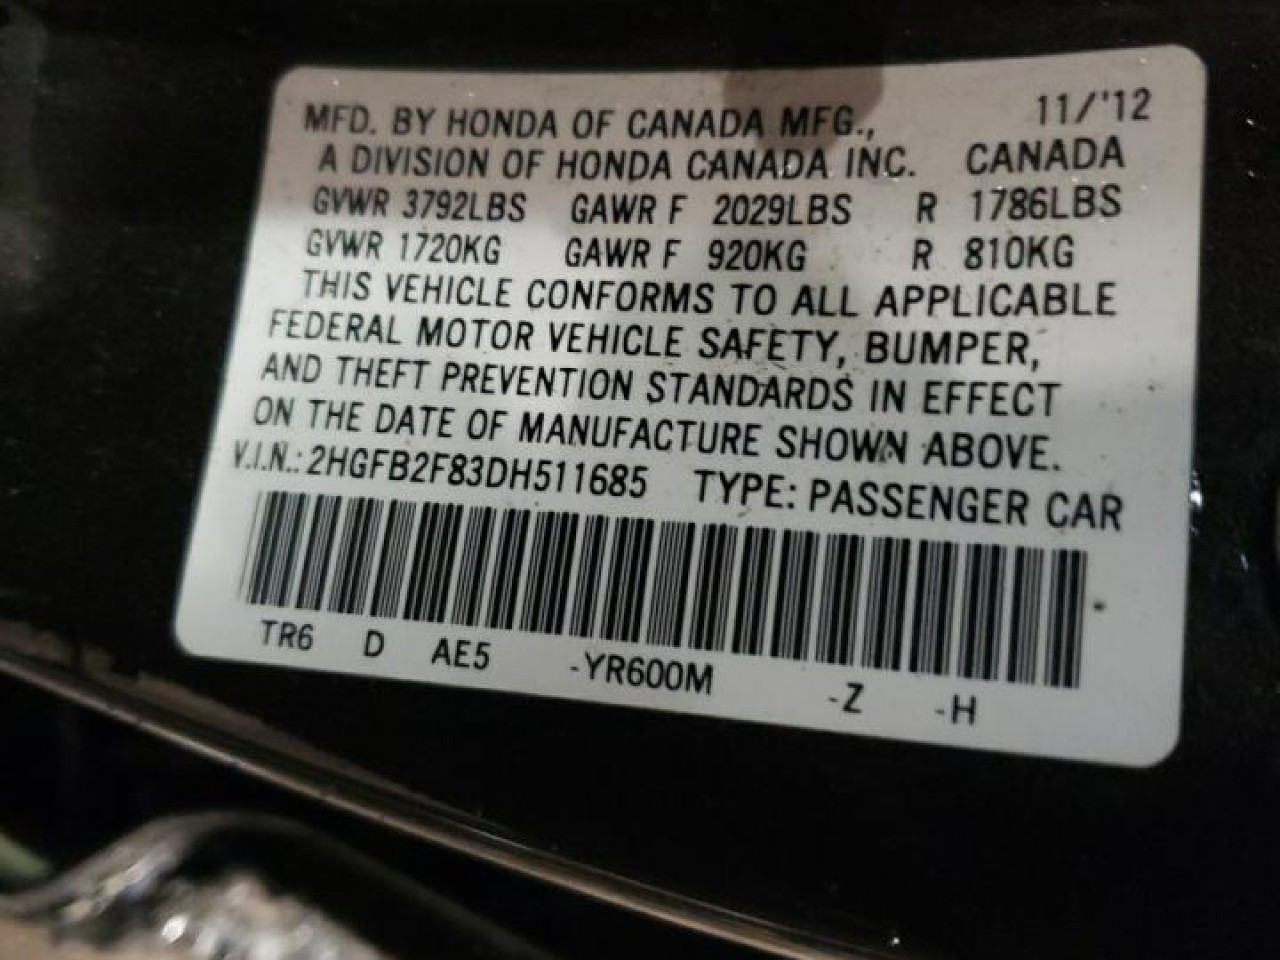 MFD. BY HONDA OF CANADA MFG., 11/'12
A DIVISION OF HONDA CANADA INC. CANADA
GVWR 3792LBS GAWR F 2029LBS R 1786LBS
GVWR 1720KG GAWR F 920KG R 810KG
THIS VEHICLE CONFORMS TO ALL APPLICABLE
FEDERAL MOTOR VEHICLE SAFETY, BUMPER,
AND THEFT PREVENTION STANDARDS IN EFFECT
ON THE DATE OF MANUFACTURE SHOWN ABOVE.
V.I.N.: 2HGFB2F83DH511685 TYPE: PASSENGER CAR
TR6 D AE5 -YR600M -Z -H